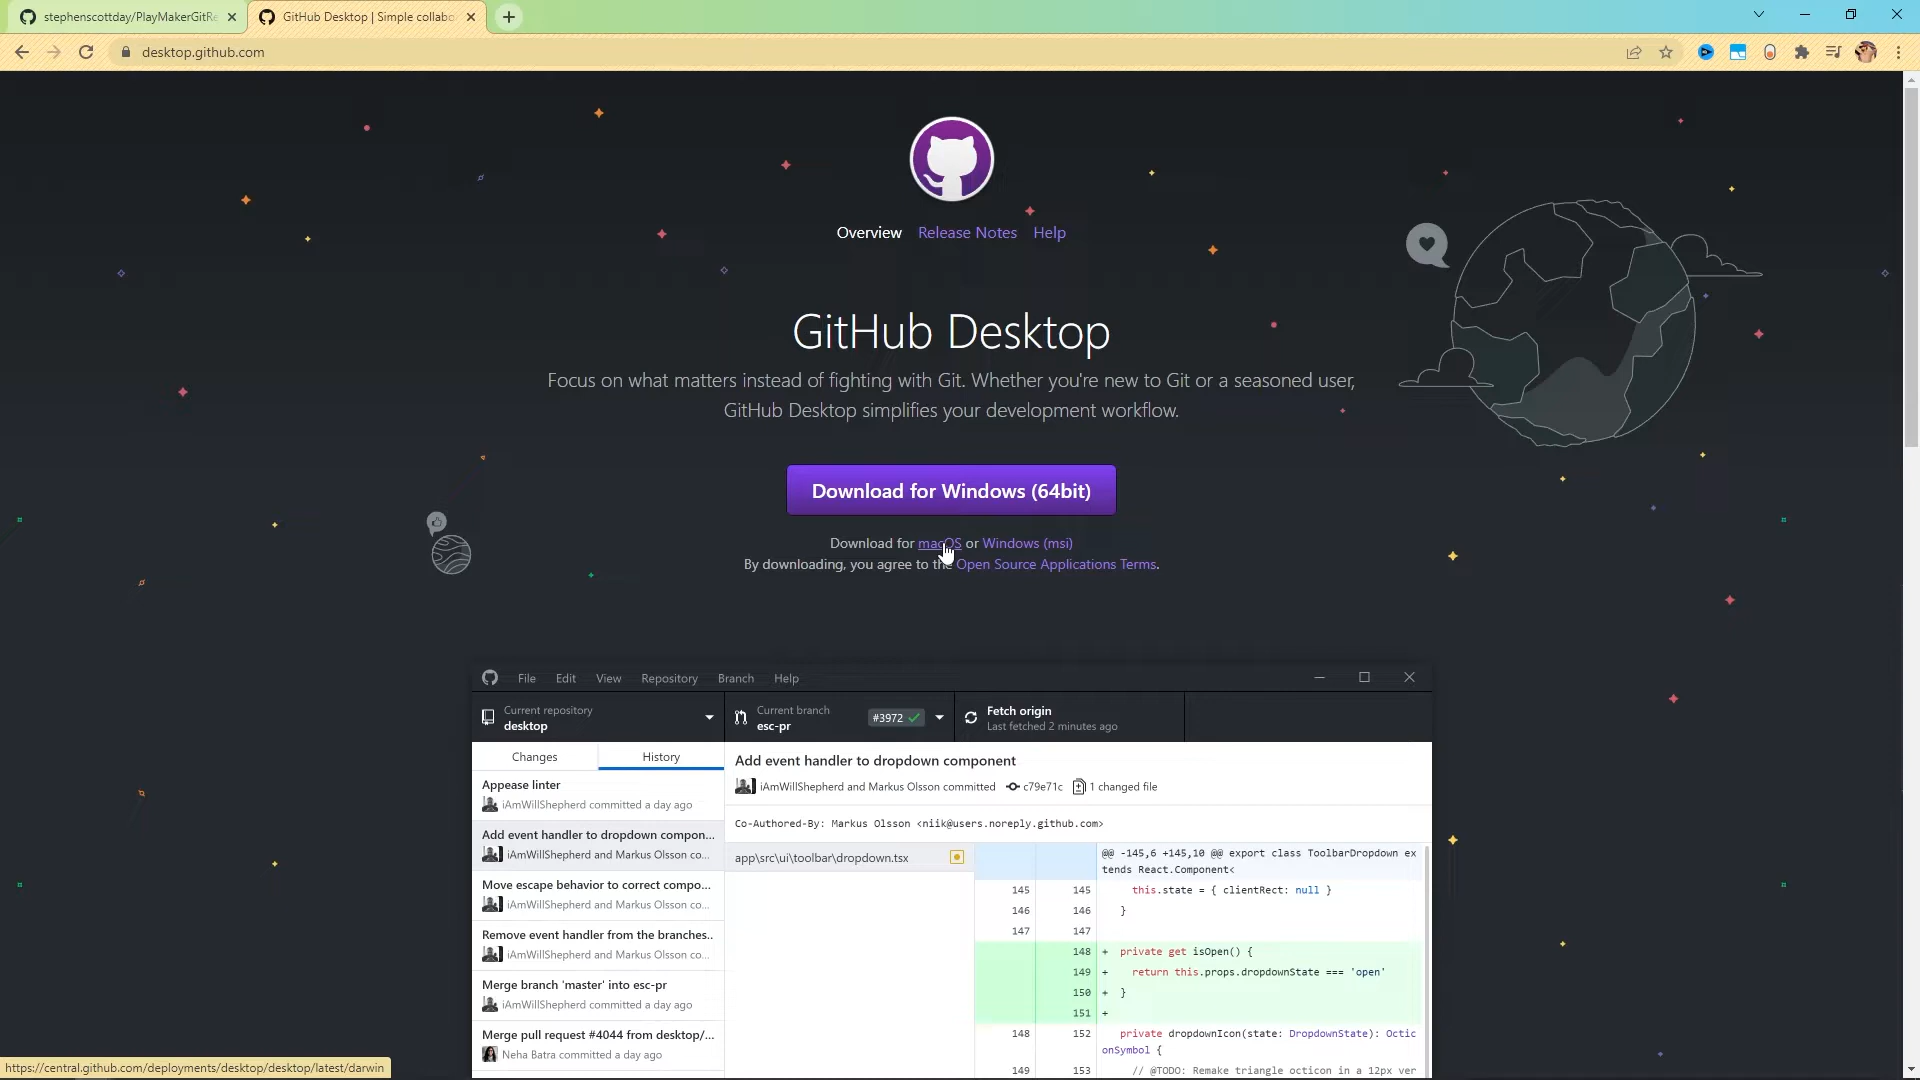 stephenscottday/PlayMakerGitRe
GitHub Desktop | Simple collabo
desktop.github.com
Overview Release Notes Help
GitHub Desktop
Focus on what matters instead of fighting with Git. Whether you're new to Git or a seasoned user,
GitHub Desktop simplifies your development workflow.
Download for Windows (64bit)
Download for macOS or Windows (msi)
By downloading, you agree to the Open Source Applications Terms.
File Edit View Repository Branch Help
Current repository
desktop
Current branch
esc-pr
#3972
Fetch origin
Last fetched 2 minutes ago
Changes History
Appease linter
iAmWillShepherd committed a day ago
Add event handler to dropdown compon...
iAmWillShepherd and Markus Olsson co...
Move escape behavior to correct compo...
iAmWillShepherd and Markus Olsson co...
Remove event handler from the branches..
iAmWillShepherd and Markus Olsson co...
Merge branch 'master' into esc-pr
iAmWillShepherd committed a day ago
Merge pull request #4044 from desktop/...
Neha Batra committed a day ago
Add event handler to dropdown component
iAmWillShepherd and Markus Olsson committed c79e71c 1 changed file
Co-Authored-By: Markus Olsson <niik@users.noreply.github.com>
app\src\ui\toolbar\dropdown.tsx
@@ -145,6 +145,10 @@ export class ToolbarDropdown ex
tends React.Component<
145 145 this.state = { clientRect: null }
146 146 }
147 147
148 + private get isOpen() {
149 + return this.props.dropdownState === 'open'
150 + }
151 +
148 152 private dropdownIcon(state: DropdownState): Octic
onSymbol {
149 153 // @TODO: Remake triangle octicon in a 12px ver
https://central.github.com/deployments/desktop/desktop/latest/darwin